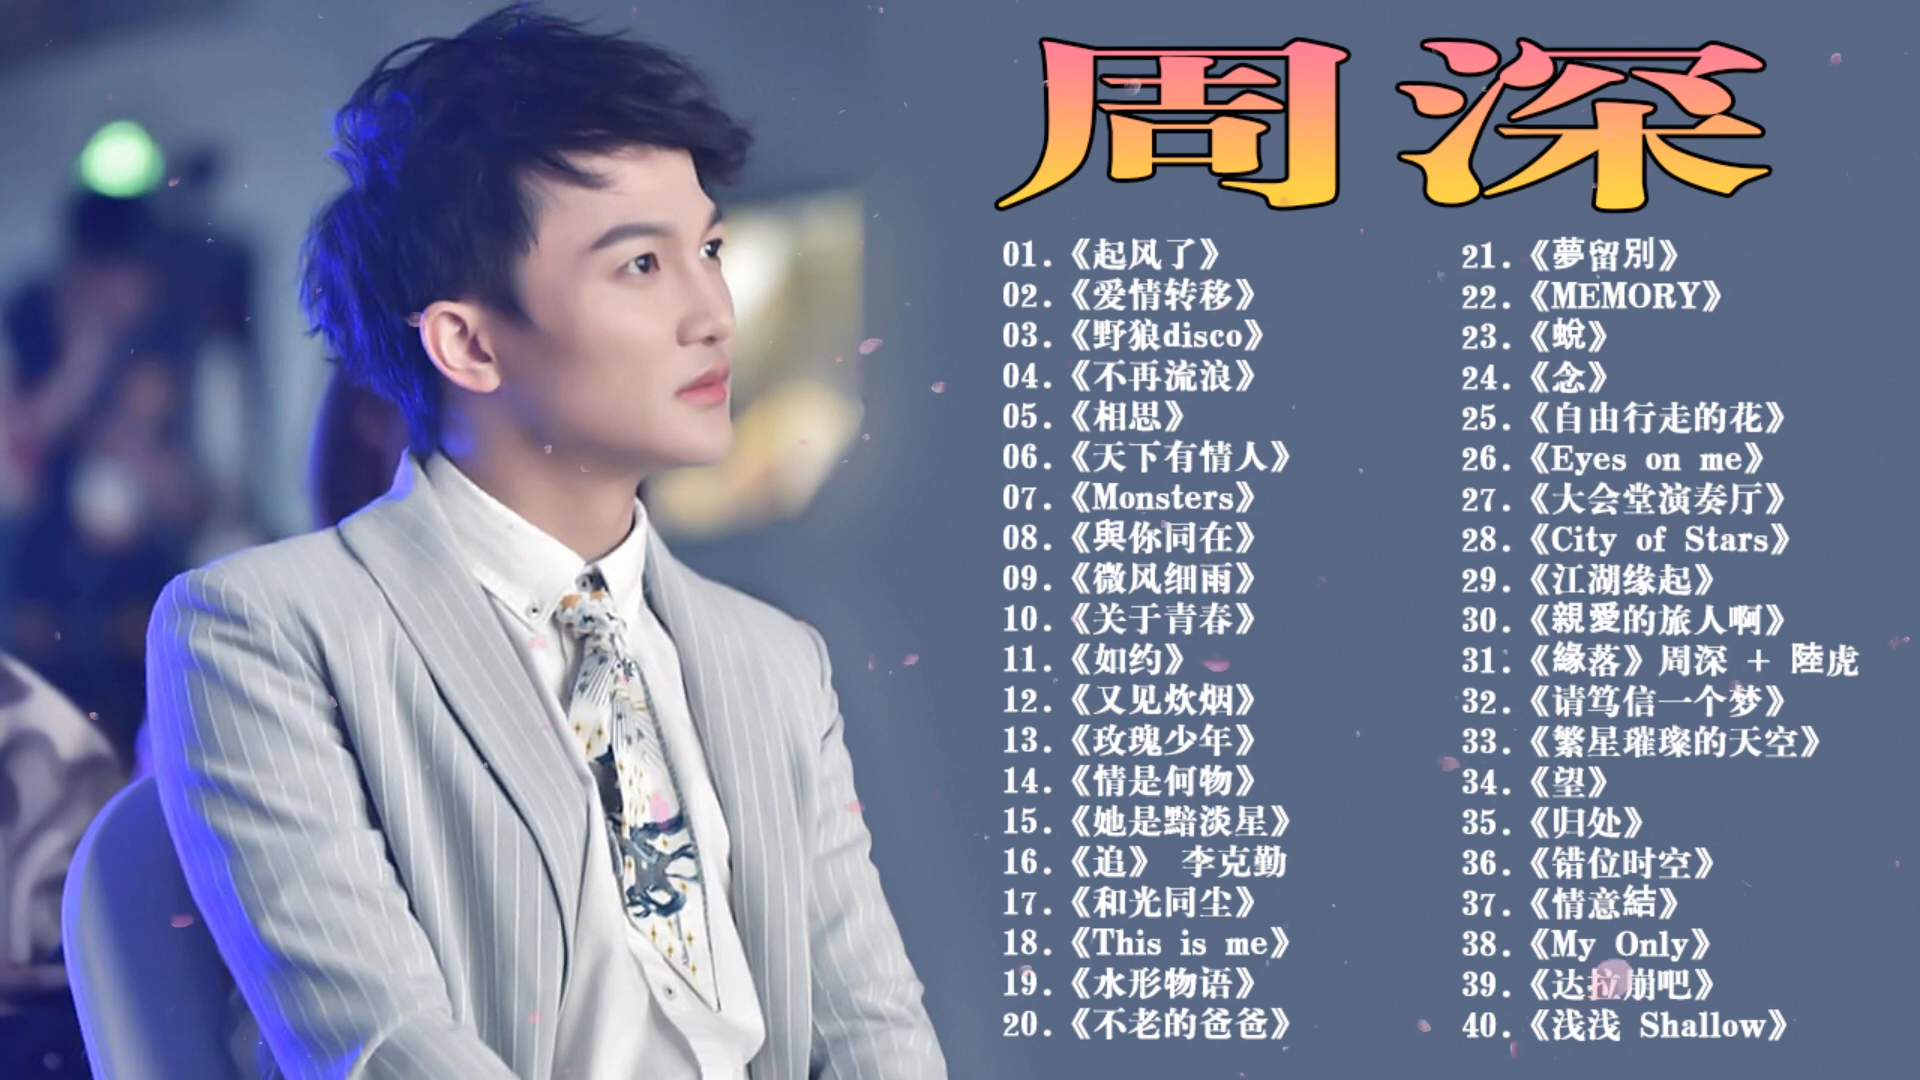 周深
01.《起风了》
02.《爱情转移》
03.《野狼disco》
04.《不再流浪》
05.《相思》
06.《天下有情人》
07.《Monsters》
08.《與你同在》
09.《微风细雨》
10.《关于青春》
11.《如约》
12.《又见炊烟》
13.《玫瑰少年》
14.《情是何物》
15.《她是黯淡星》
16.《追》 李克勤
17.《和光同尘》
18.《This is me》
19.《水形物语》
20.《不老的爸爸》
21.《夢留別》
22.《MEMORY》
23.《蛻》
24.《念》
25.《自由行走的花》
26.《Eyes on me》
27.《大会堂演奏厅》
28.《City of Stars》
29.《江湖缘起》
30.《親愛的旅人啊》
31.《緣落》周深 + 陸虎
32.《请笃信一个梦》
33.《繁星璀璨的天空》
34.《望》
35.《归处》
36.《错位时空》
37.《情意結》
38.《My Only》
39.《达拉崩吧》
40.《浅浅 Shallow》